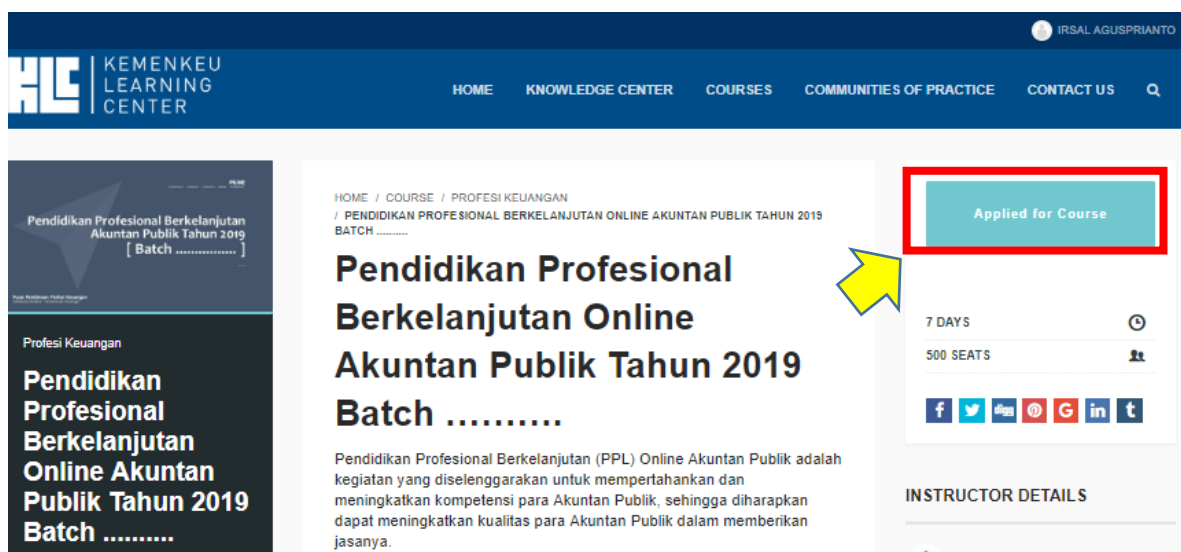 IRSAL AGUSPRIANTO
KLC
KEMENKEU
LEARNING
CENTER
HOME
KNOWLEDGE CENTER
COURSES
COMMUNITIES OF PRACTICE
CONTACT US
Pendidikan Profesional Berkelanjutan
Akuntan Publik Tahun 2019
[ Batch ................ ]
Profesi Keuangan
Pendidikan
Profesional
Berkelanjutan
Online Akuntan
Publik Tahun 2019
Batch ..........
HOME / COURSE / PROFESI KEUANGAN
/ PENDIDIKAN PROFESIONAL BERKELANJUTAN ONLINE AKUNTAN PUBLIK TAHUN 2019
BATCH ..........
Pendidikan Profesional
Berkelanjutan Online
Akuntan Publik Tahun 2019
Batch ..........
Pendidikan Profesional Berkelanjutan (PPL) Online Akuntan Publik adalah
kegiatan yang diselenggarakan untuk mempertahankan dan
meningkatkan kompetensi para Akuntan Publik, sehingga diharapkan
dapat meningkatkan kualitas para Akuntan Publik dalam memberikan
jasanya.
Applied for Course
7 DAYS
500 SEATS
f
digg
G
in
t
INSTRUCTOR DETAILS